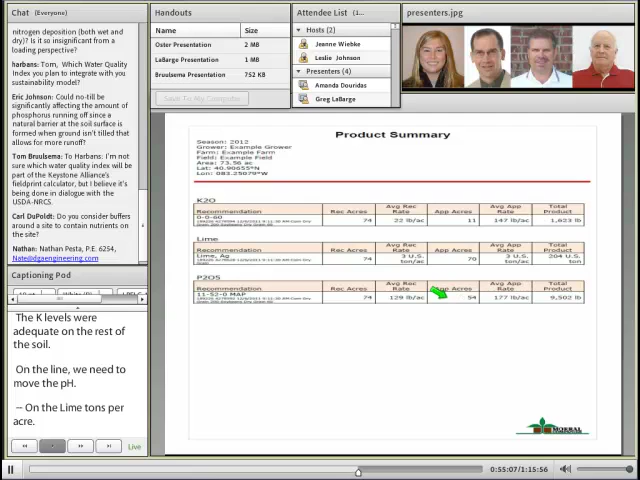 Chat (Everyone)
nitrogen deposition (both wet and
dry)? Is it so insignificant from a
loading perspective?
harbans: Tom, Which Water Quality
Index you plan to integrate with you
sustainability model?
Eric Johnson: Could no-till be
significantly affecting the amount of
phosphorus running off since a
natural barrier at the soil surface is
formed when ground isn't tilled that
allows for more runoff?
Tom Bruulsema: To Harbans: I'm not
sure which water quality index will be
part of the Keystone Alliance's
fieldprint calculator, but I believe it's
being done in dialogue with the
USDA-NRCS.
Carl DuPoldt: Do you consider buffers
around a site to contain nutrients on
the site?
Nathan: Nathan Pesta, P.E. 6254,
Nate@dgaengineering.com
Captioning Pod
The K levels were
adequate on the rest of
the soil.
On the line, we need to
move the pH.
-- On the Lime tons per
acre.
Live
Handouts
Name Size
Oster Presentation 2 MB
LaBarge Presentation 1 MB
Bruulsema Presentation 752 KB
Save To My Computer
Attendee List (1...
Hosts (2)
Jeanne Wiebke
Leslie Johnson
Presenters (4)
Amanda Douridas
Greg LaBarge
presenters.jpg
Product Summary
Season: 2012
Grower: Example Grower
Farm: Example Farm
Field: Example Field
Area: 73.56 ac
Lat: 40.90655°N
Lon: 083.25079°W
K2O
Recommendation Rec Acres Avg Rec Rate App Acres Avg App Rate Total Product
0-0-60 74 22 lb/ac 11 147 lb/ac 1,623 lb
Lime
Recommendation Rec Acres Avg Rec Rate App Acres Avg App Rate Total Product
Lime, Ag 74 3 U.S. ton 70 3 U.S. ton 204 U.S. ton
P2O5
Recommendation Rec Acres Avg Rec Rate App Acres Avg App Rate Total Product
11-52-0 MAP 74 129 lb/ac 54 177 lb/ac 9,502 lb
MORRAL
0:55:07/1:15:56